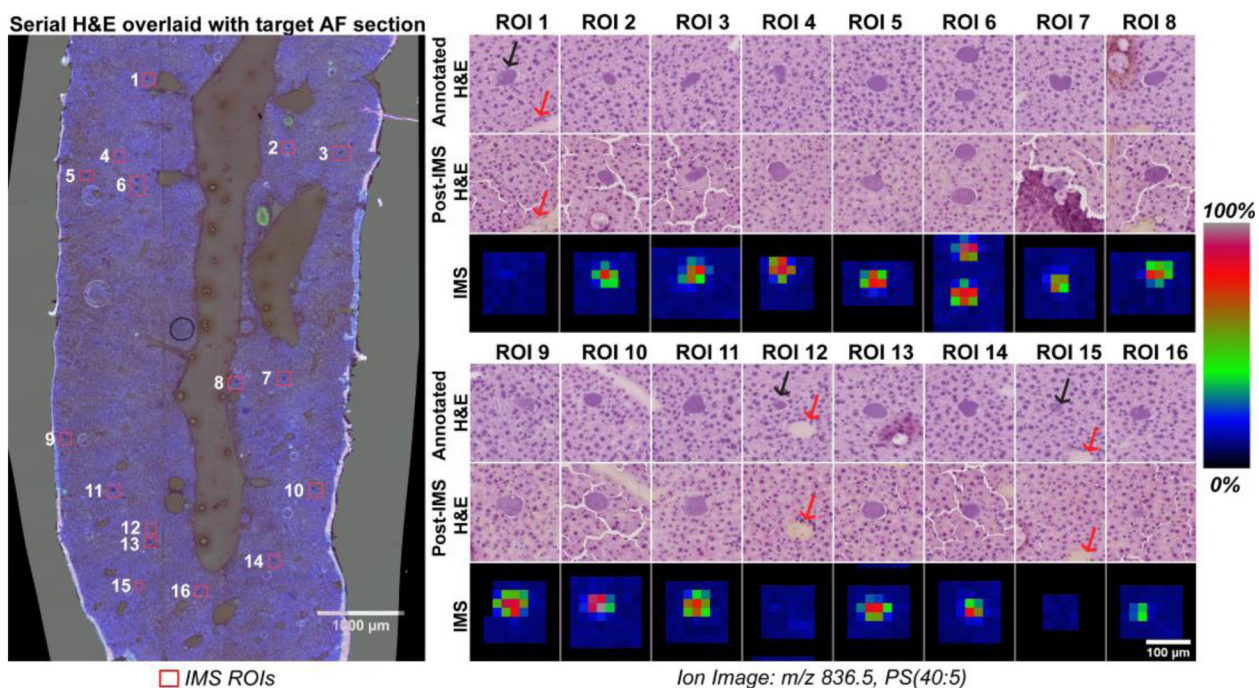 Serial H&E overlaid with target AF section
1
2
3
4
5
6
7
8
9
10
11
12
13
14
15
16
1000 µm
IMS ROIs
ROI 1 ROI 2 ROI 3 ROI 4 ROI 5 ROI 6 ROI 7 ROI 8
Annotated H&E
Post-IMS H&E
IMS
ROI 9 ROI 10 ROI 11 ROI 12 ROI 13 ROI 14 ROI 15 ROI 16
Annotated H&E
Post-IMS H&E
IMS
100 µm
Ion Image: m/z 836.5, PS(40:5)
100%
0%